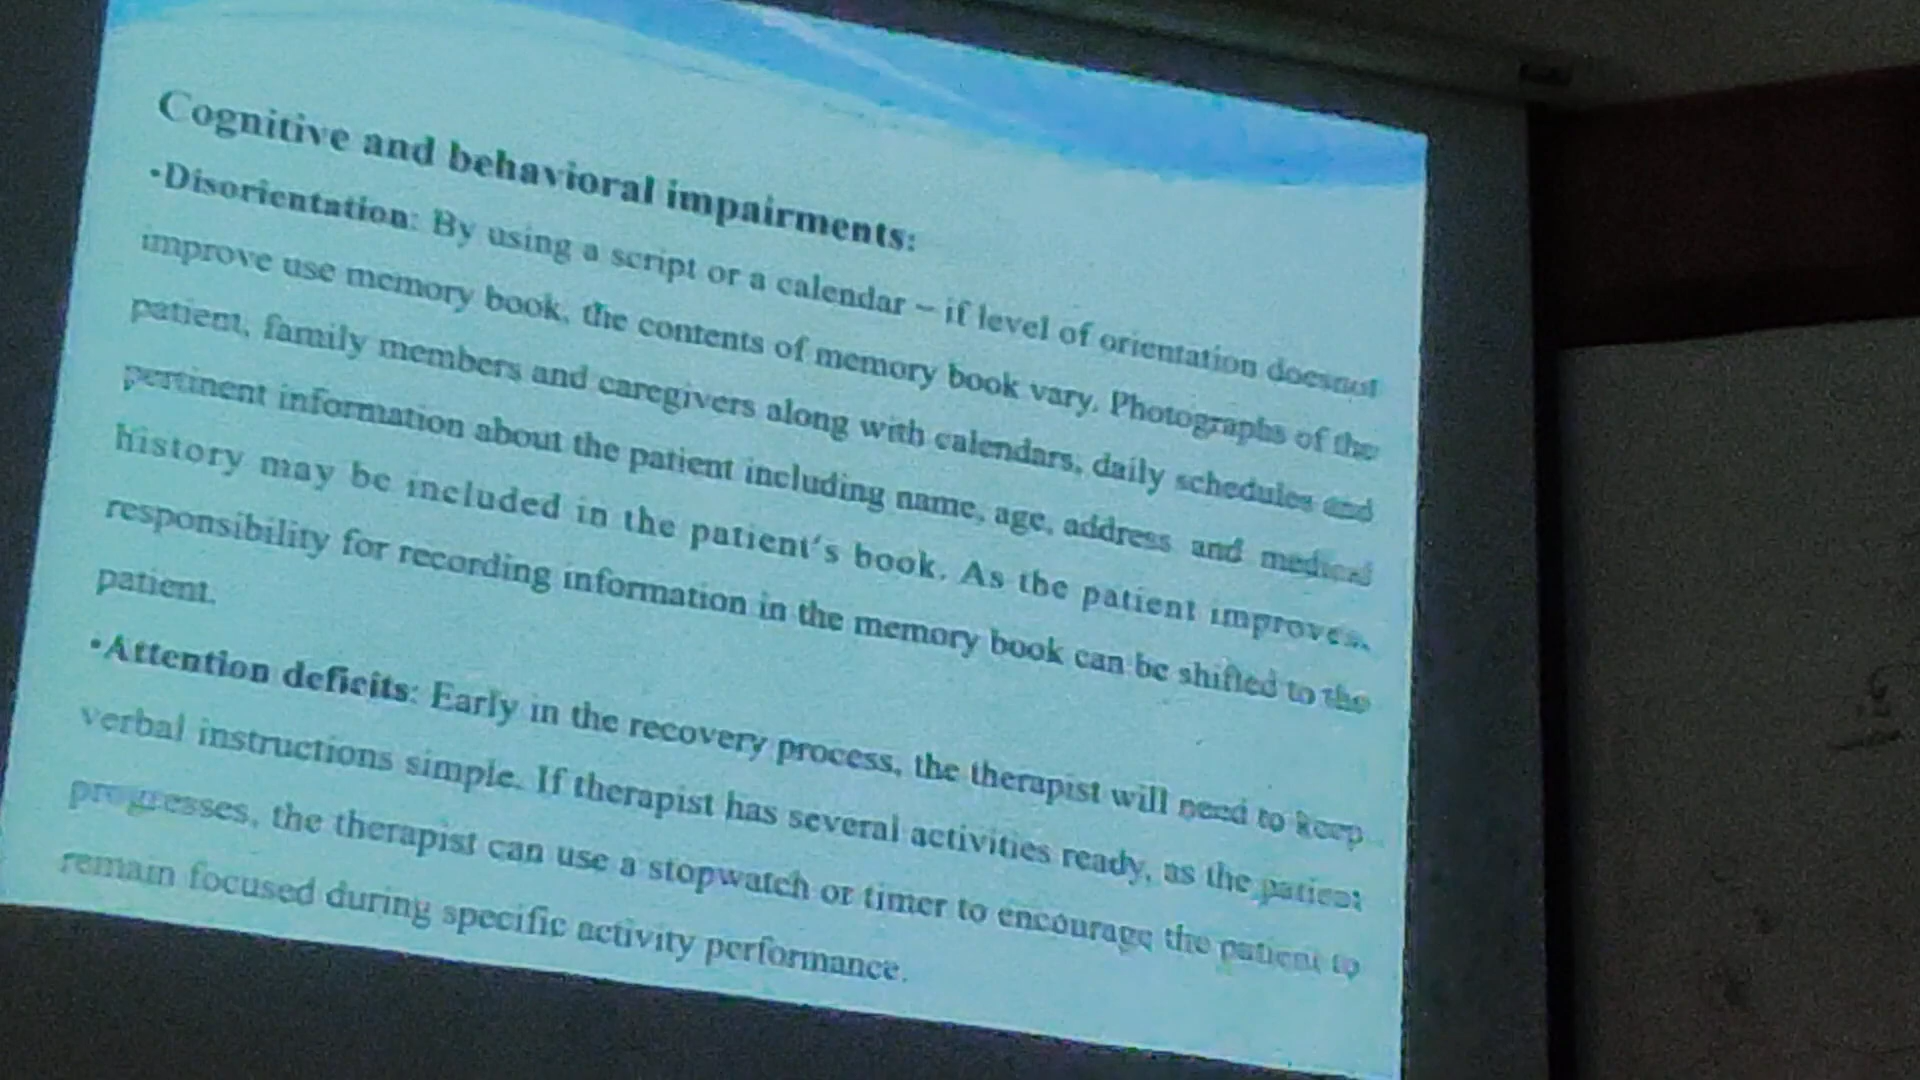 Cognitive and behavioral impairments:
•Disorientation: By using a script or a calendar – if level of orientation doesnot
improve use memory book, the contents of memory book vary. Photographs of the
patient, family members and caregivers along with calendars, daily schedules and
pertinent information about the patient including name, age, address and medical
history may be included in the patient's book. As the patient improves,
responsibility for recording information in the memory book can be shifted to the
patient.
•Attention deficits: Early in the recovery process, the therapist will need to keep
verbal instructions simple. If therapist has several activities ready, as the patient
progresses, the therapist can use a stopwatch or timer to encourage the patient to
remain focused during specific activity performance.